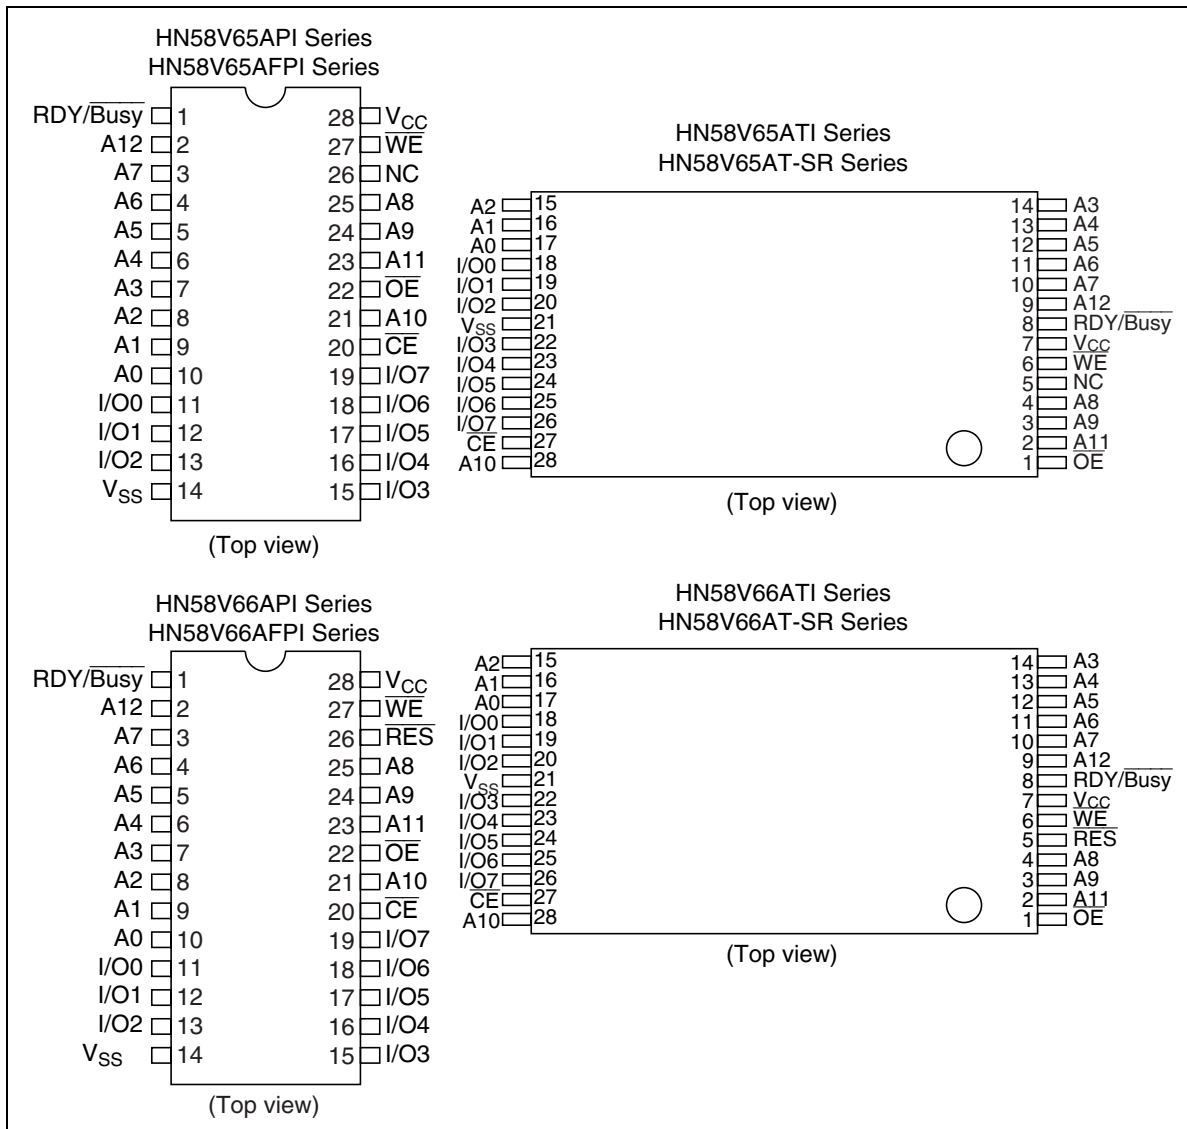 HN58V65API Series
HN58V65AFPI Series
RDY/Busy 1 28 VCC
A12 2 27 WE
A7 3 26 NC
A6 4 25 A8
A5 5 24 A9
A4 6 23 A11
A3 7 22 OE
A2 8 21 A10
A1 9 20 CE
A0 10 19 I/O7
I/O0 11 18 I/O6
I/O1 12 17 I/O5
I/O2 13 16 I/O4
VSS 14 15 I/O3
(Top view)
HN58V65ATI Series
HN58V65AT-SR Series
A2 15 14 A3
A1 16 13 A4
A0 17 12 A5
I/O0 18 11 A6
I/O1 19 10 A7
I/O2 20 9 A12
VSS 21 8 RDY/Busy
I/O3 22 7 VCC
I/O4 23 6 WE
I/O5 24 5 NC
I/O6 25 4 A8
I/O7 26 3 A9
CE 27 2 A11
A10 28 1 OE
(Top view)
HN58V66API Series
HN58V66AFPI Series
RDY/Busy 1 28 VCC
A12 2 27 WE
A7 3 26 RES
A6 4 25 A8
A5 5 24 A9
A4 6 23 A11
A3 7 22 OE
A2 8 21 A10
A1 9 20 CE
A0 10 19 I/O7
I/O0 11 18 I/O6
I/O1 12 17 I/O5
I/O2 13 16 I/O4
VSS 14 15 I/O3
(Top view)
HN58V66ATI Series
HN58V66AT-SR Series
A2 15 14 A3
A1 16 13 A4
A0 17 12 A5
I/O0 18 11 A6
I/O1 19 10 A7
I/O2 20 9 A12
VSS 21 8 RDY/Busy
I/O3 22 7 VCC
I/O4 23 6 WE
I/O5 24 5 RES
I/O6 25 4 A8
I/O7 26 3 A9
CE 27 2 A11
A10 28 1 OE
(Top view)